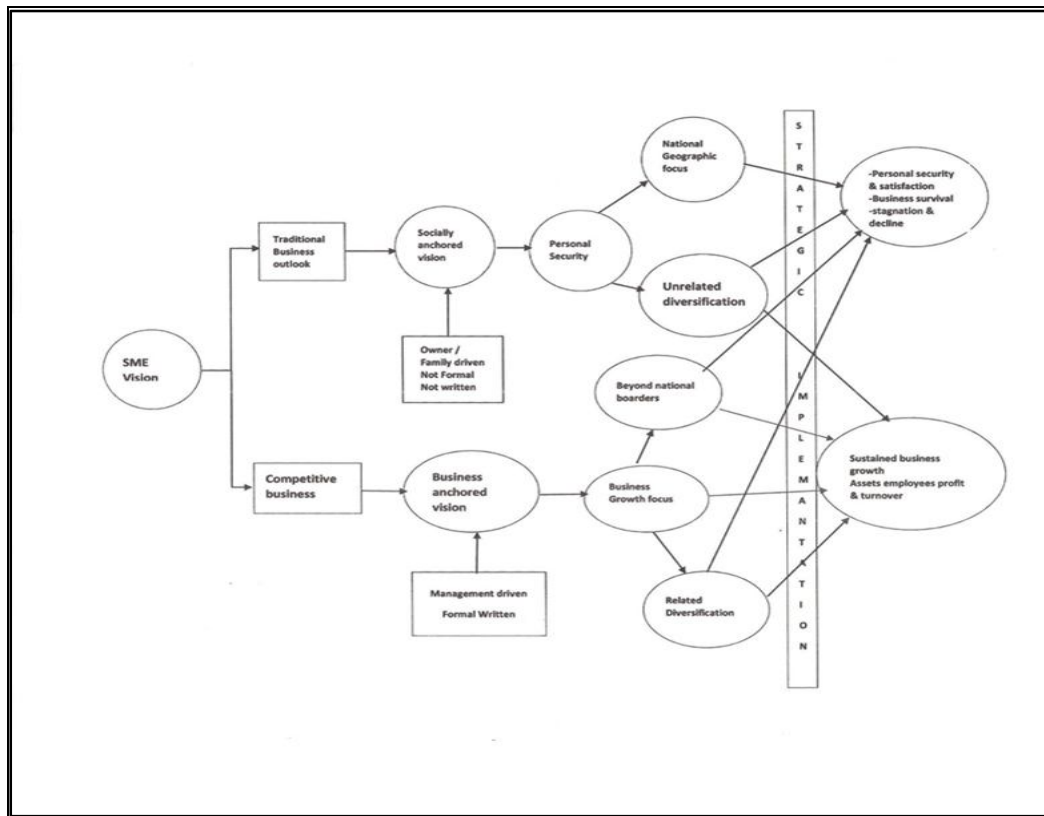 National
Geographic
focus
-Personal security
& satisfaction
-Business survival
-stagnation &
decline
Traditional
Business
outlook
Socially
anchored
vision
Personal
Security
Unrelated
diversification
Owner /
Family driven
Not Formal
Not written
SME
Vision
Beyond national
boarders
Competitive
business
Business
anchored
vision
Business
Growth focus
Sustained business
growth
Assets employees profit
& turnover
Management driven
Formal Written
Related
Diversification
STRATEGIC IMPLEMANTATION